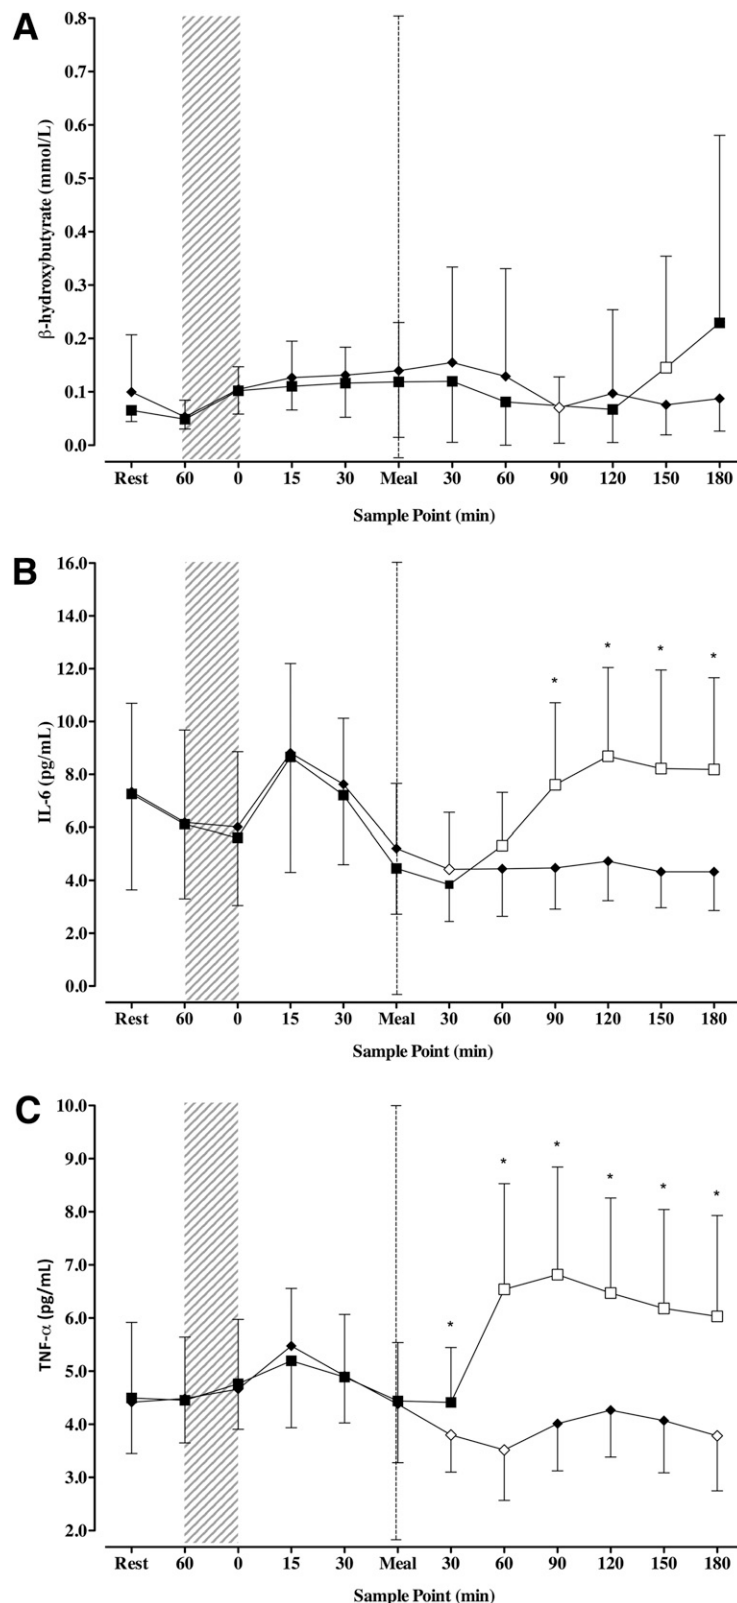 A
β-hydroxybutyrate (mmol/L)
0.8
0.7
0.6
0.5
0.4
0.3
0.2
0.1
0.0
Rest 60 0 15 30 Meal 30 60 90 120 150 180
Sample Point (min)
B
IL-6 (pg/mL)
16.0
14.0
12.0
10.0
8.0
6.0
4.0
2.0
0.0
* * * *
Rest 60 0 15 30 Meal 30 60 90 120 150 180
Sample Point (min)
C
TNF-α (pg/mL)
10.0
9.0
8.0
7.0
6.0
5.0
4.0
3.0
2.0
* * * * * *
Rest 60 0 15 30 Meal 30 60 90 120 150 180
Sample Point (min)